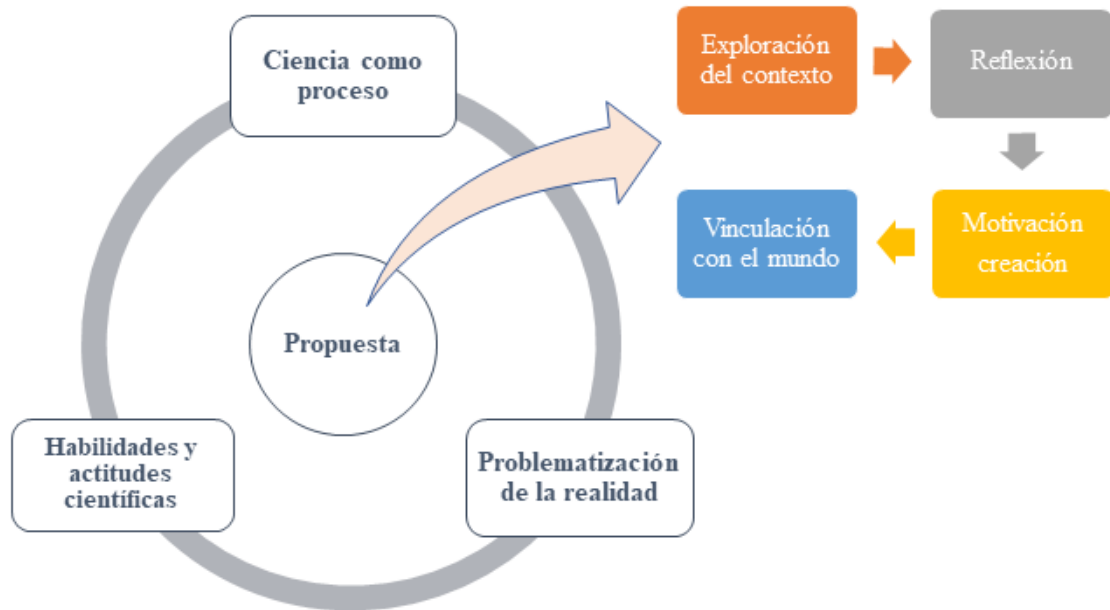 Ciencia como
proceso
Propuesta
Habilidades y
actitudes
científicas
Problematización
de la realidad
Exploración
del contexto
Reflexión
Motivación
creación
Vinculación
con el mundo